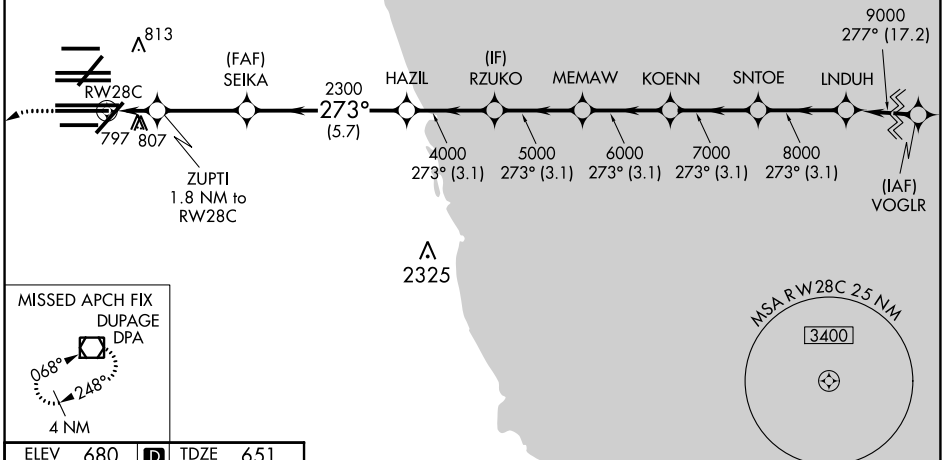 9000
277° (17.2)
813
(FAF)
SEIKA
HAZIL
(IF)
RZUKO
MEMAW
KOENN
SNTOE
LNDUH
RW28C
2300
273°
(5.7)
797
807
4000
273° (3.1)
5000
273° (3.1)
6000
273° (3.1)
7000
273° (3.1)
8000
273° (3.1)
ZUPTI
1.8 NM to
RW28C
(IAF)
VOGLR
2325
MISSED APCH FIX
DUPAGE
DPA
068°
248°
4 NM
MSA RW28C 25 NM
3400
ELEV 680 D TDZE 651